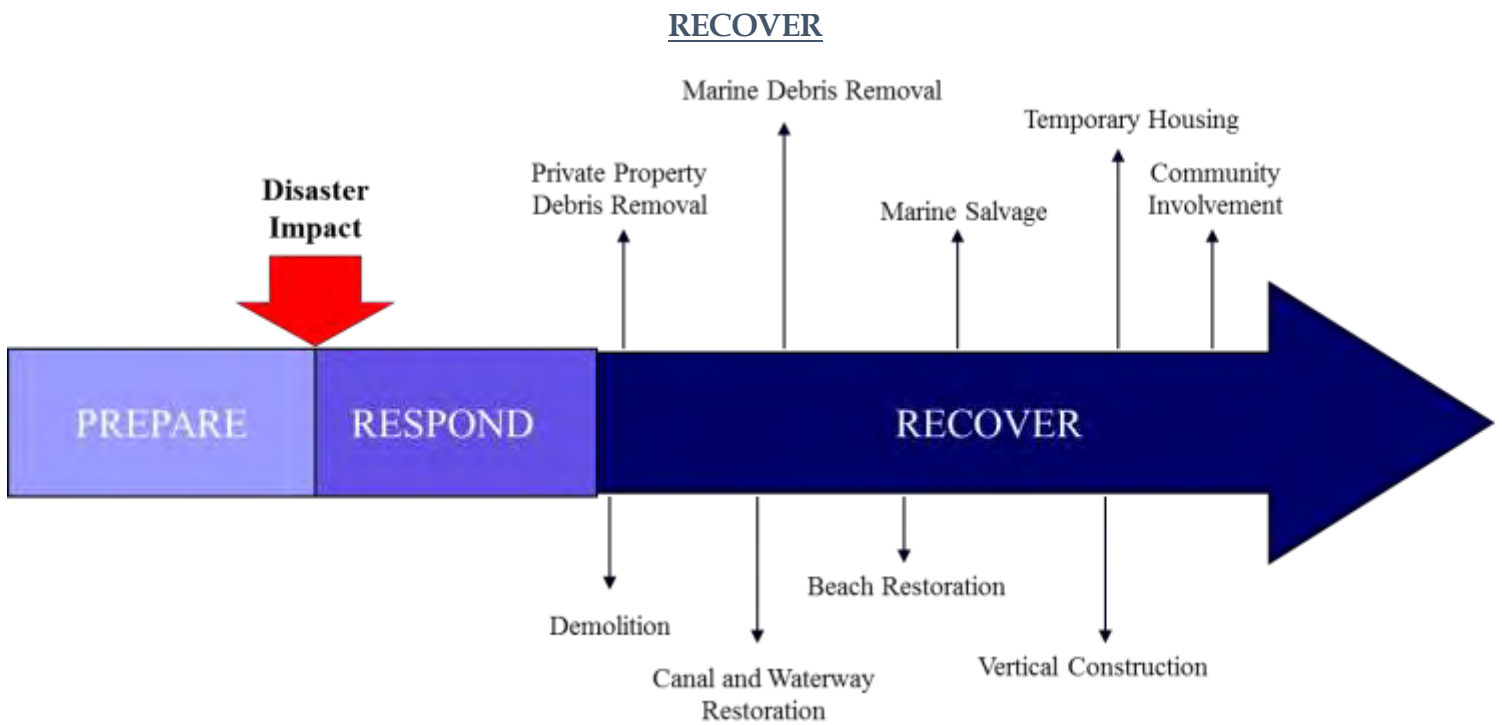 RECOVER
Marine Debris Removal
Temporary Housing
Private Property
Debris Removal
Community
Involvement
Disaster
Impact
Marine Salvage
PREPARE
RESPOND
RECOVER
Beach Restoration
Demolition
Canal and Waterway
Restoration
Vertical Construction